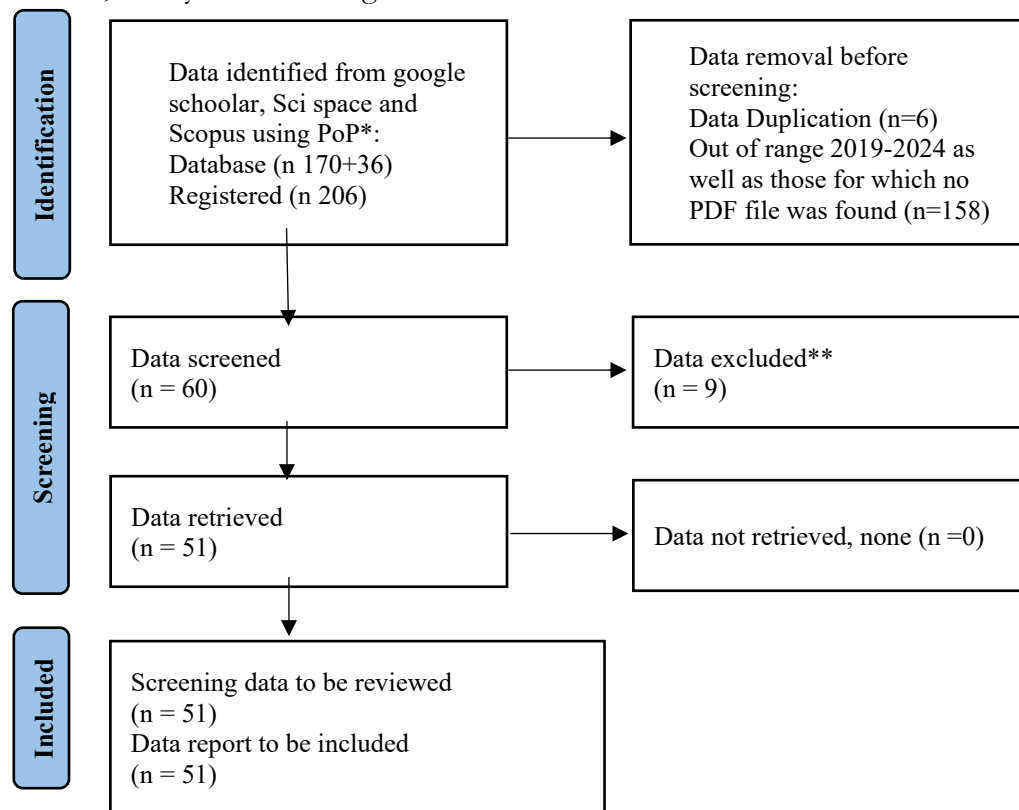 Identification
Data identified from google
schoolar, Sci space and
Scopus using PoP*:
Database (n 170+36)
Registered (n 206)
Data removal before
screening:
Data Duplication (n=6)
Out of range 2019-2024 as
well as those for which no
PDF file was found (n=158)
Screening
Data screened
(n = 60)
Data excluded**
(n = 9)
Data retrieved
(n = 51)
Data not retrieved, none (n =0)
Included
Screening data to be reviewed
(n = 51)
Data report to be included
(n = 51)